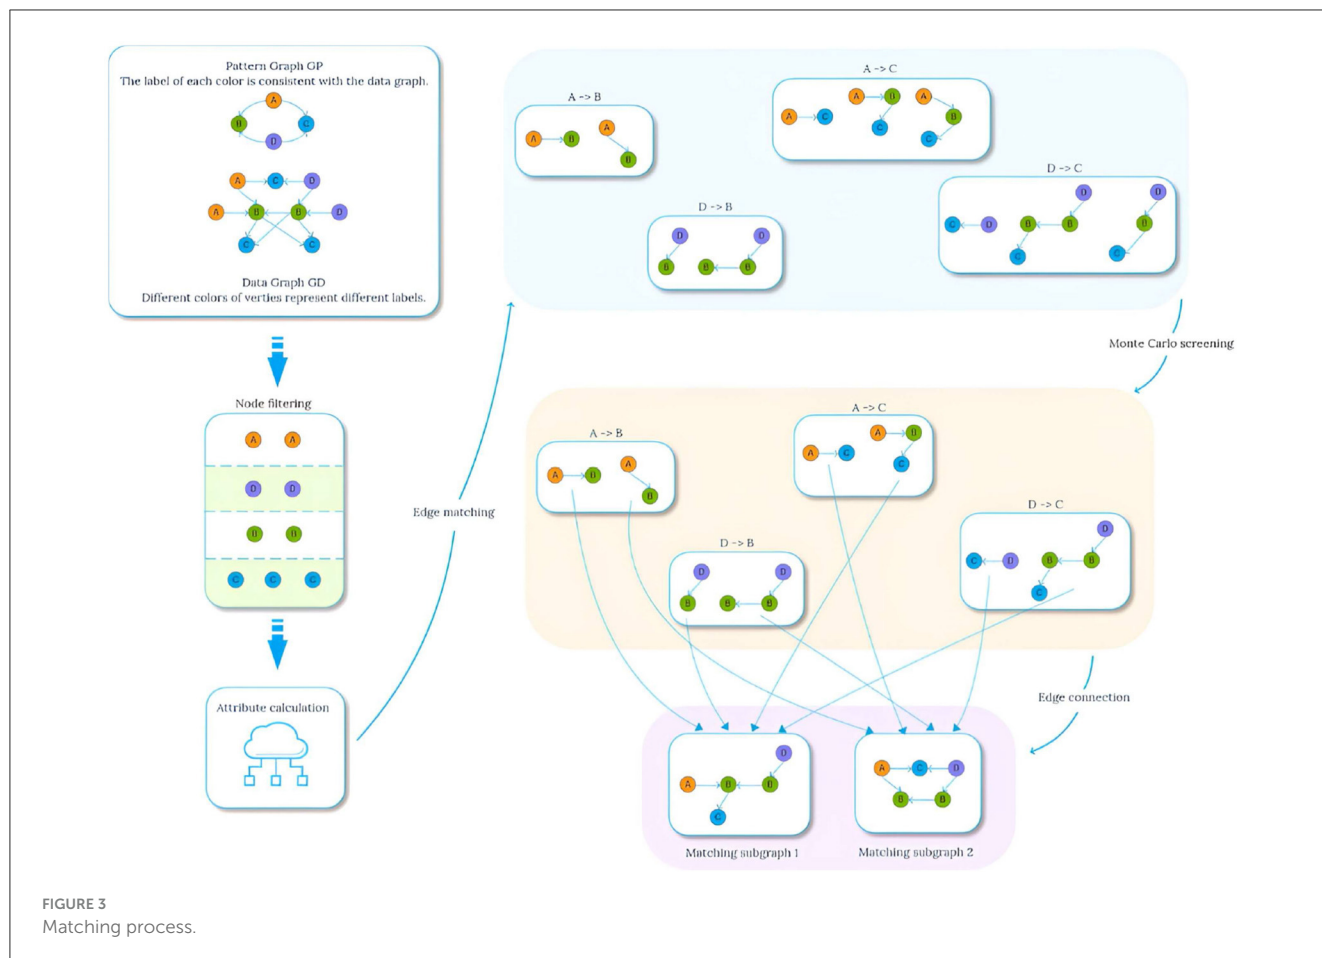 Pattern Graph GP
The label of each color is consistent with the data graph.
A
B C
D
A C D
A B B D
C C
Data Graph GD
Different colors of verties represent different labels.
Node filtering
A A
D D
B B
C C C
Attribute calculation
Edge matching
A -> B
A B A
B
A -> C
A C A B A
C B
C
D -> B
D D
B B B
D -> C
D D
C D B B B
C C
Monte Carlo screening
A -> B
A B A
B
A -> C
A C A B
C
D -> B
D D
B B B
D -> C
D
C D B B
C
Edge connection
D
A B B
C
Matching subgraph 1
A C D
B B
Matching subgraph 2
FIGURE 3
Matching process.